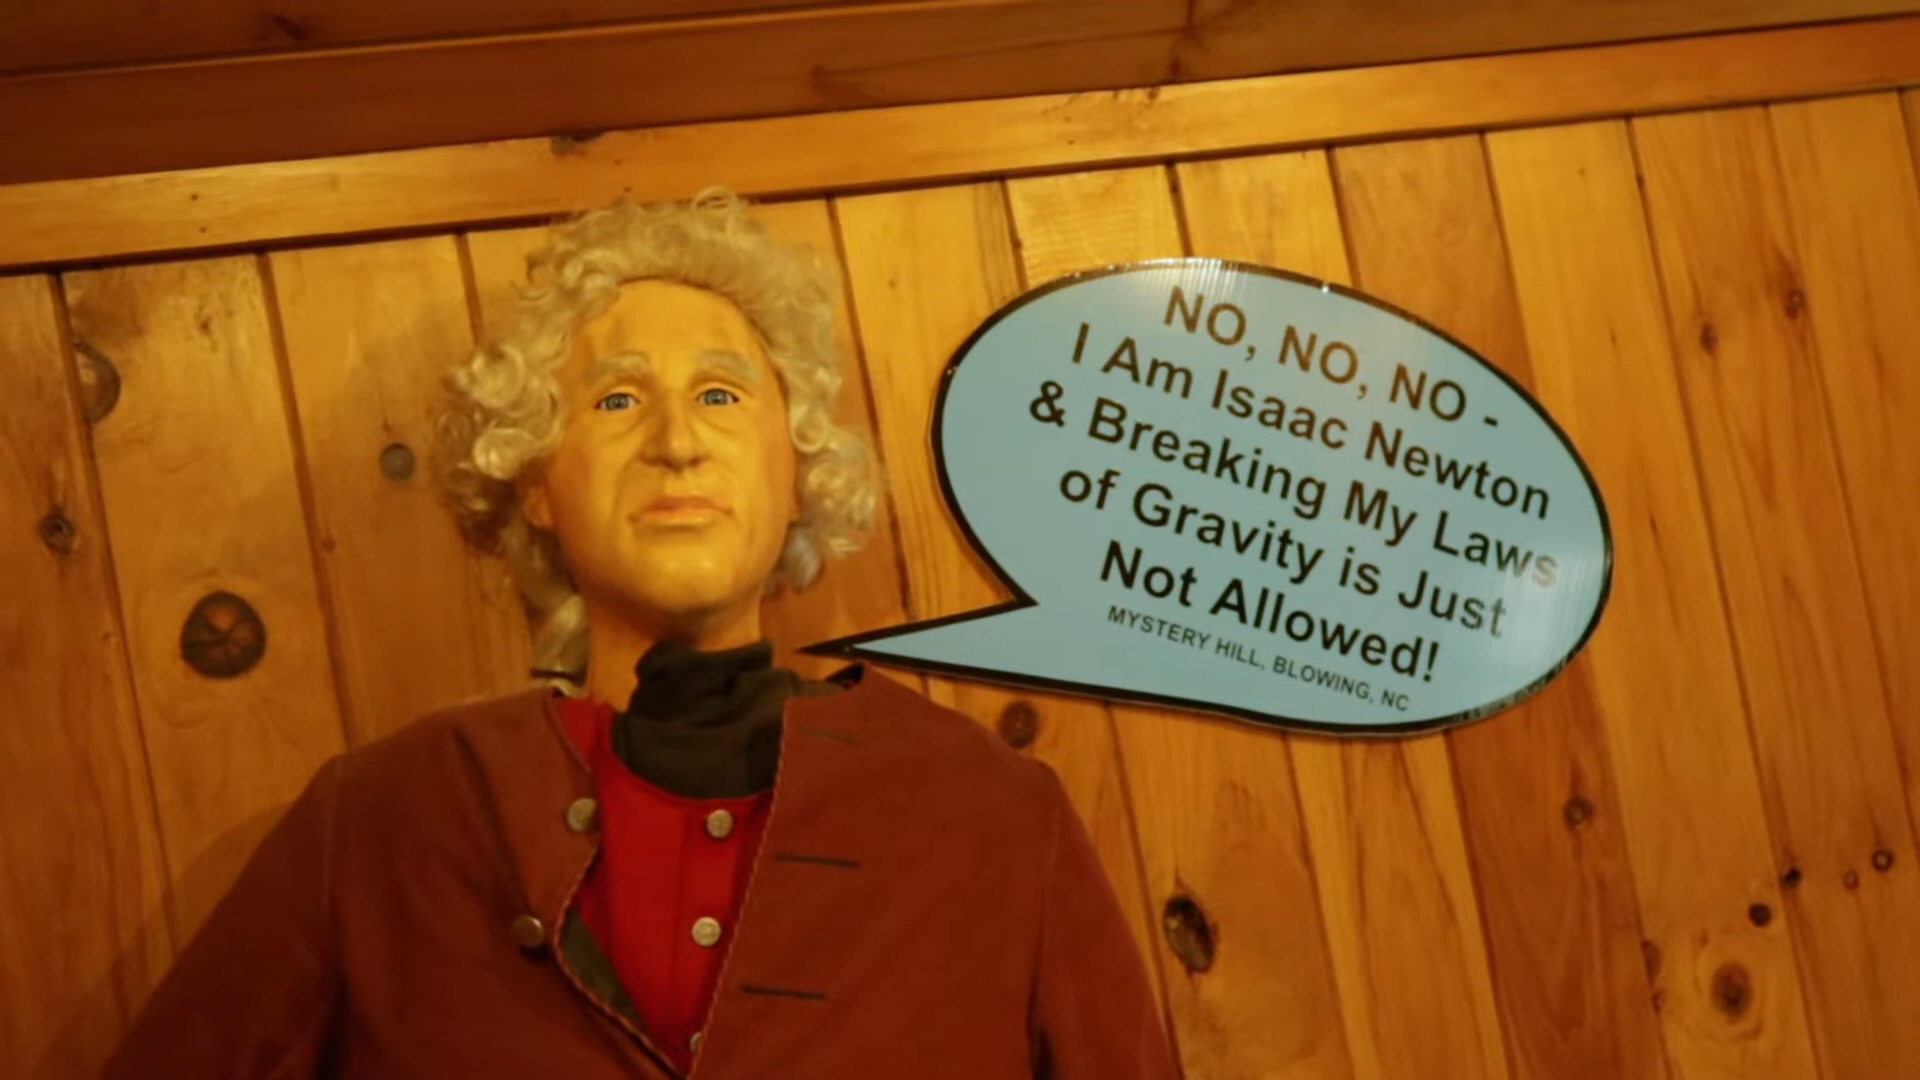 NO, NO, NO -
I Am Isaac Newton
& Breaking My Laws
of Gravity is Just
Not Allowed!
MYSTERY HILL, BLOWING, NC